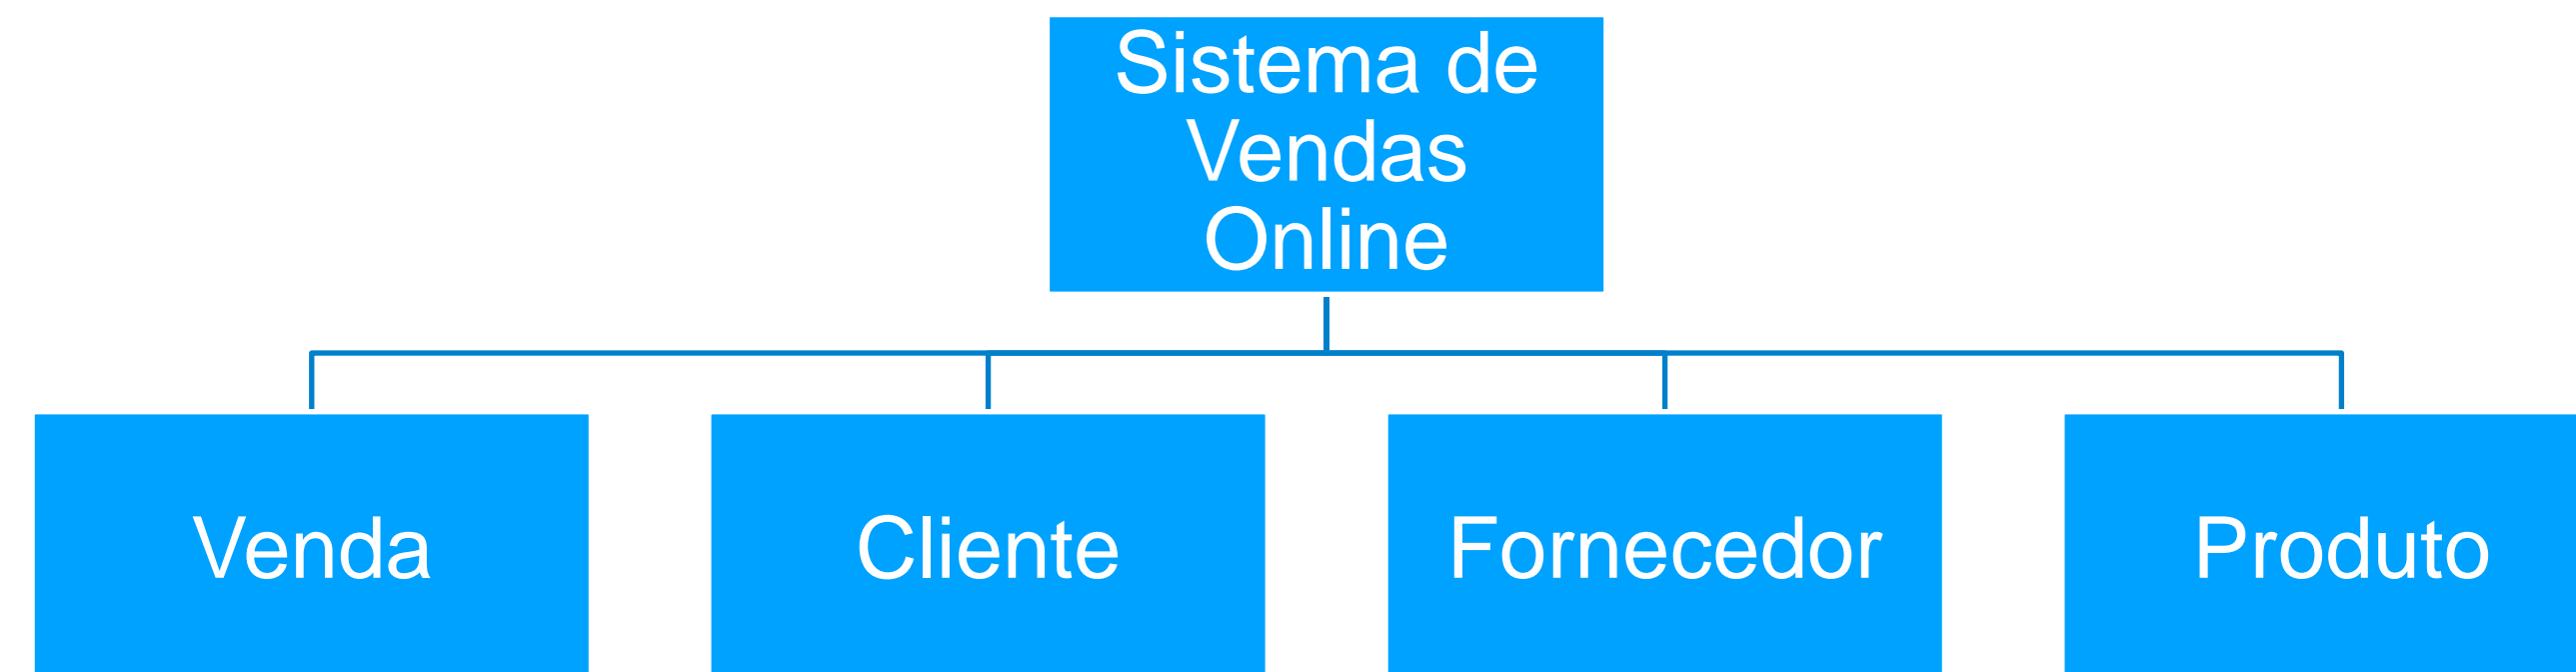 Sistema de
Vendas
Online
Venda
Cliente
Fornecedor
Produto